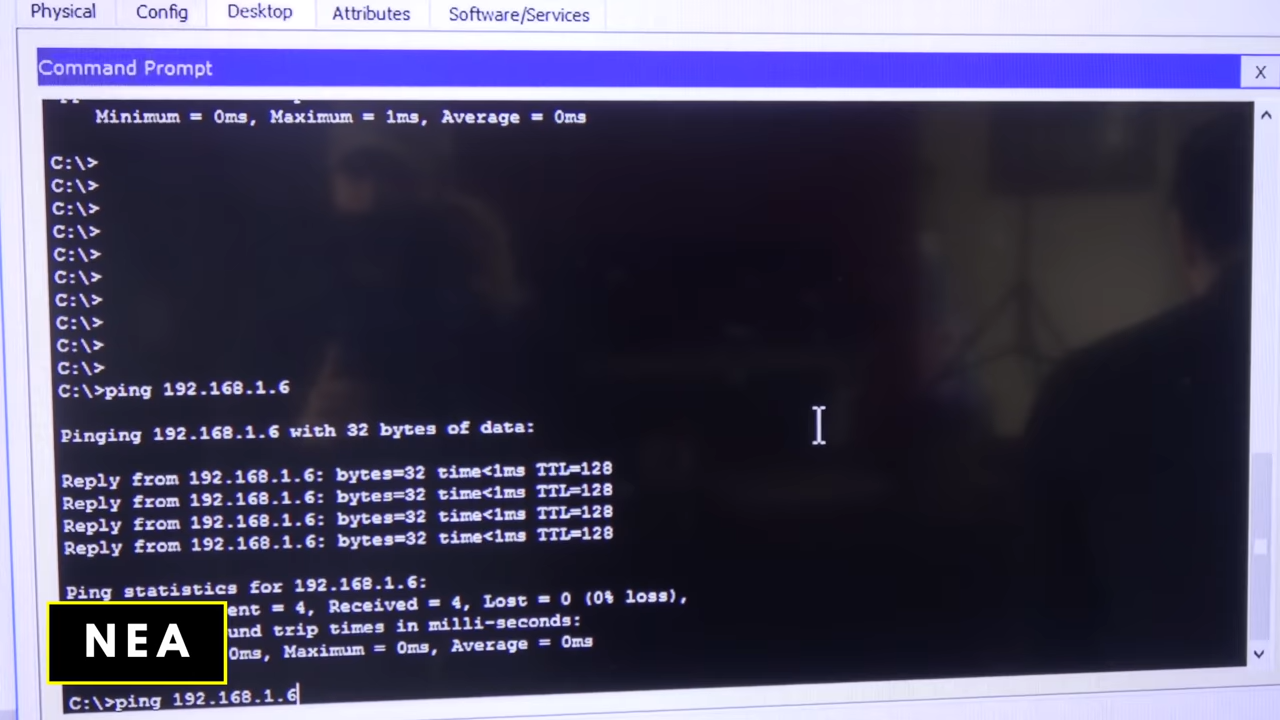 Physical Config Desktop Attributes Software/Services
Command Prompt X
Minimum = 0ms, Maximum = 1ms, Average = 0ms
C:\>
C:\>
C:\>
C:\>
C:\>
C:\>
C:\>
C:\>
C:\>
C:\>
C:\>ping 192.168.1.6
Pinging 192.168.1.6 with 32 bytes of data:
Reply from 192.168.1.6: bytes=32 time<1ms TTL=128
Reply from 192.168.1.6: bytes=32 time<1ms TTL=128
Reply from 192.168.1.6: bytes=32 time<1ms TTL=128
Reply from 192.168.1.6: bytes=32 time<1ms TTL=128
Ping statistics for 192.168.1.6:
ent = 4, Received = 4, Lost = 0 (0% loss),
und trip times in milli-seconds:
0ms, Maximum = 0ms, Average = 0ms
NEA
C:\>ping 192.168.1.6